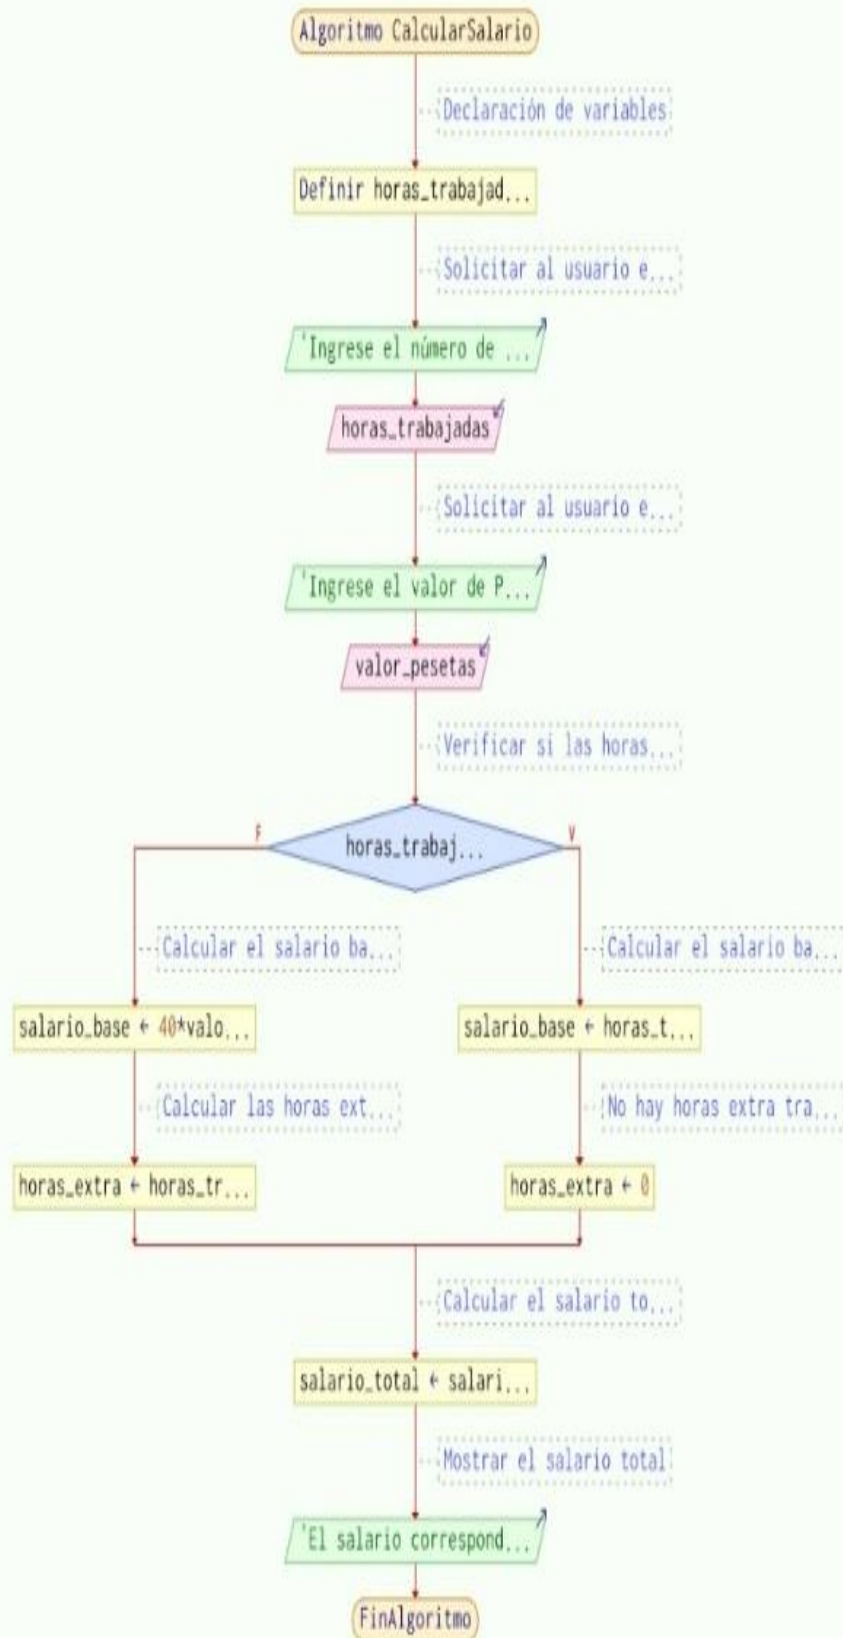 Algoritmo CalcularSalario
Declaración de variables
Definir horas_trabajad...
Solicitar al usuario e...
'Ingrese el número de ...
horas_trabajadas
Solicitar al usuario e...
'Ingrese el valor de P...
valor_pesetas
Verificar si las horas...
F
V
horas_trabaj...
Calcular el salario ba...
Calcular el salario ba...
salario_base ← 40*valo...
salario_base ← horas_t...
Calcular las horas ext...
No hay horas extra tra...
horas_extra ← horas_tr...
horas_extra ← 0
Calcular el salario to...
salario_total ← salari...
Mostrar el salario total
'El salario correspond...
FinAlgoritmo